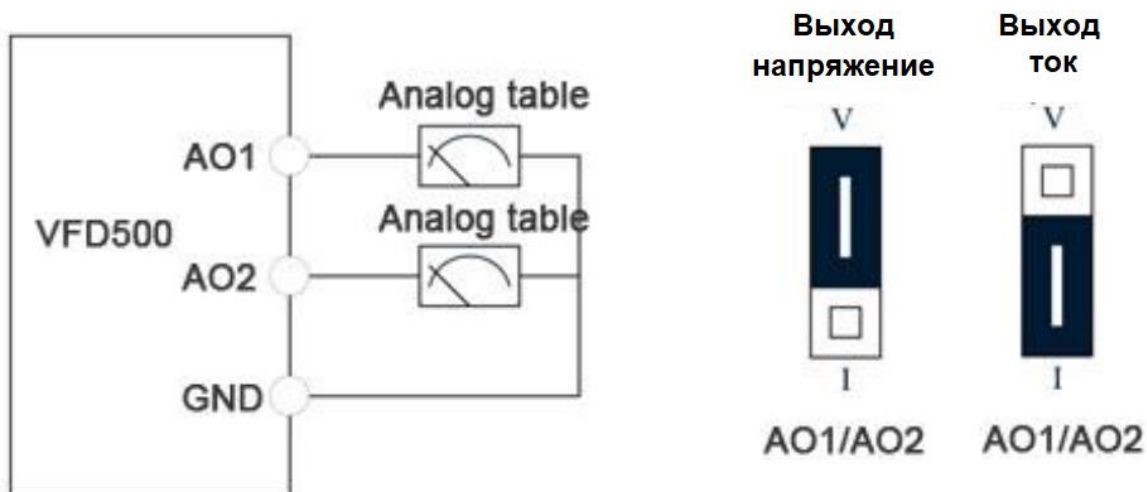 Analog table
AO1
Analog table
VFD500
AO2
GND
Выход
напряжение
V
I
AO1/AO2
Выход
ток
V
I
AO1/AO2